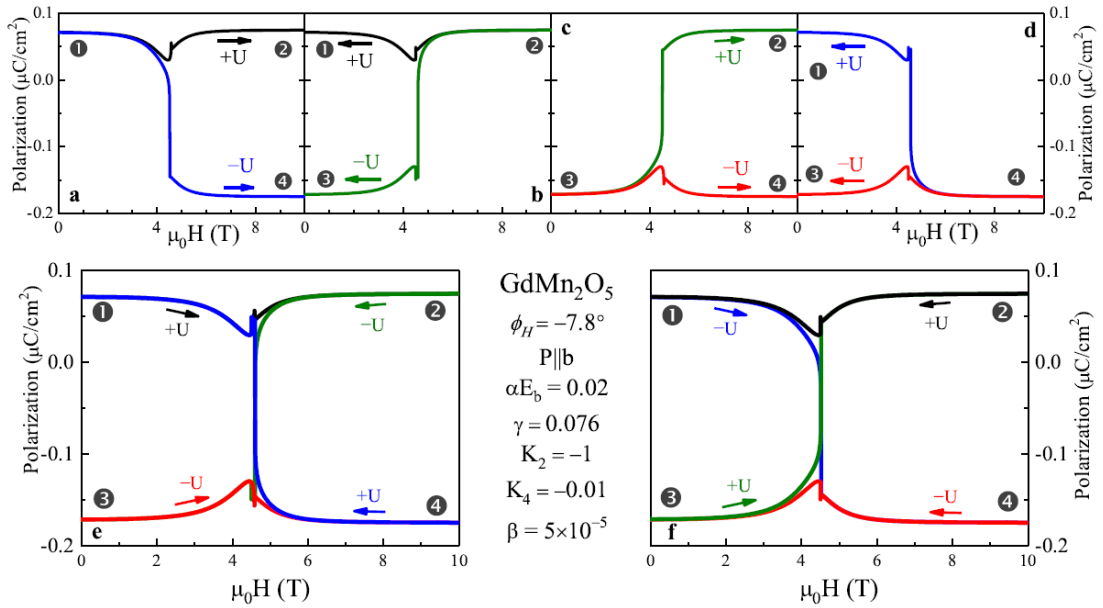 0.1
0.0
-0.1
-0.2
Polarization (μC/cm²)
❶
+U
❷
−U
❹
a
0
4
8
μ₀H (T)
❶
+U
−U
❸
b
0
4
8
c
+U
❷
❸
−U
❹
0
4
8
d
❶
+U
❸
−U
❹
0
4
8
μ₀H (T)
0.1
0.0
-0.1
-0.2
Polarization (μC/cm²)
0.1
0.0
-0.1
-0.2
Polarization (μC/cm²)
❶
+U
❷
−U
❸
−U
+U
❹
e
0
2
4
6
8
10
μ₀H (T)
GdMn₂O₅
ϕ_H = −7.8°
P||b
αE_b = 0.02
γ = 0.076
K₂ = −1
K₄ = −0.01
β = 5×10⁻⁵
❶
−U
❷
+U
❸
+U
−U
❹
f
0
2
4
6
8
10
μ₀H (T)
0.1
0.0
-0.1
-0.2
Polarization (μC/cm²)